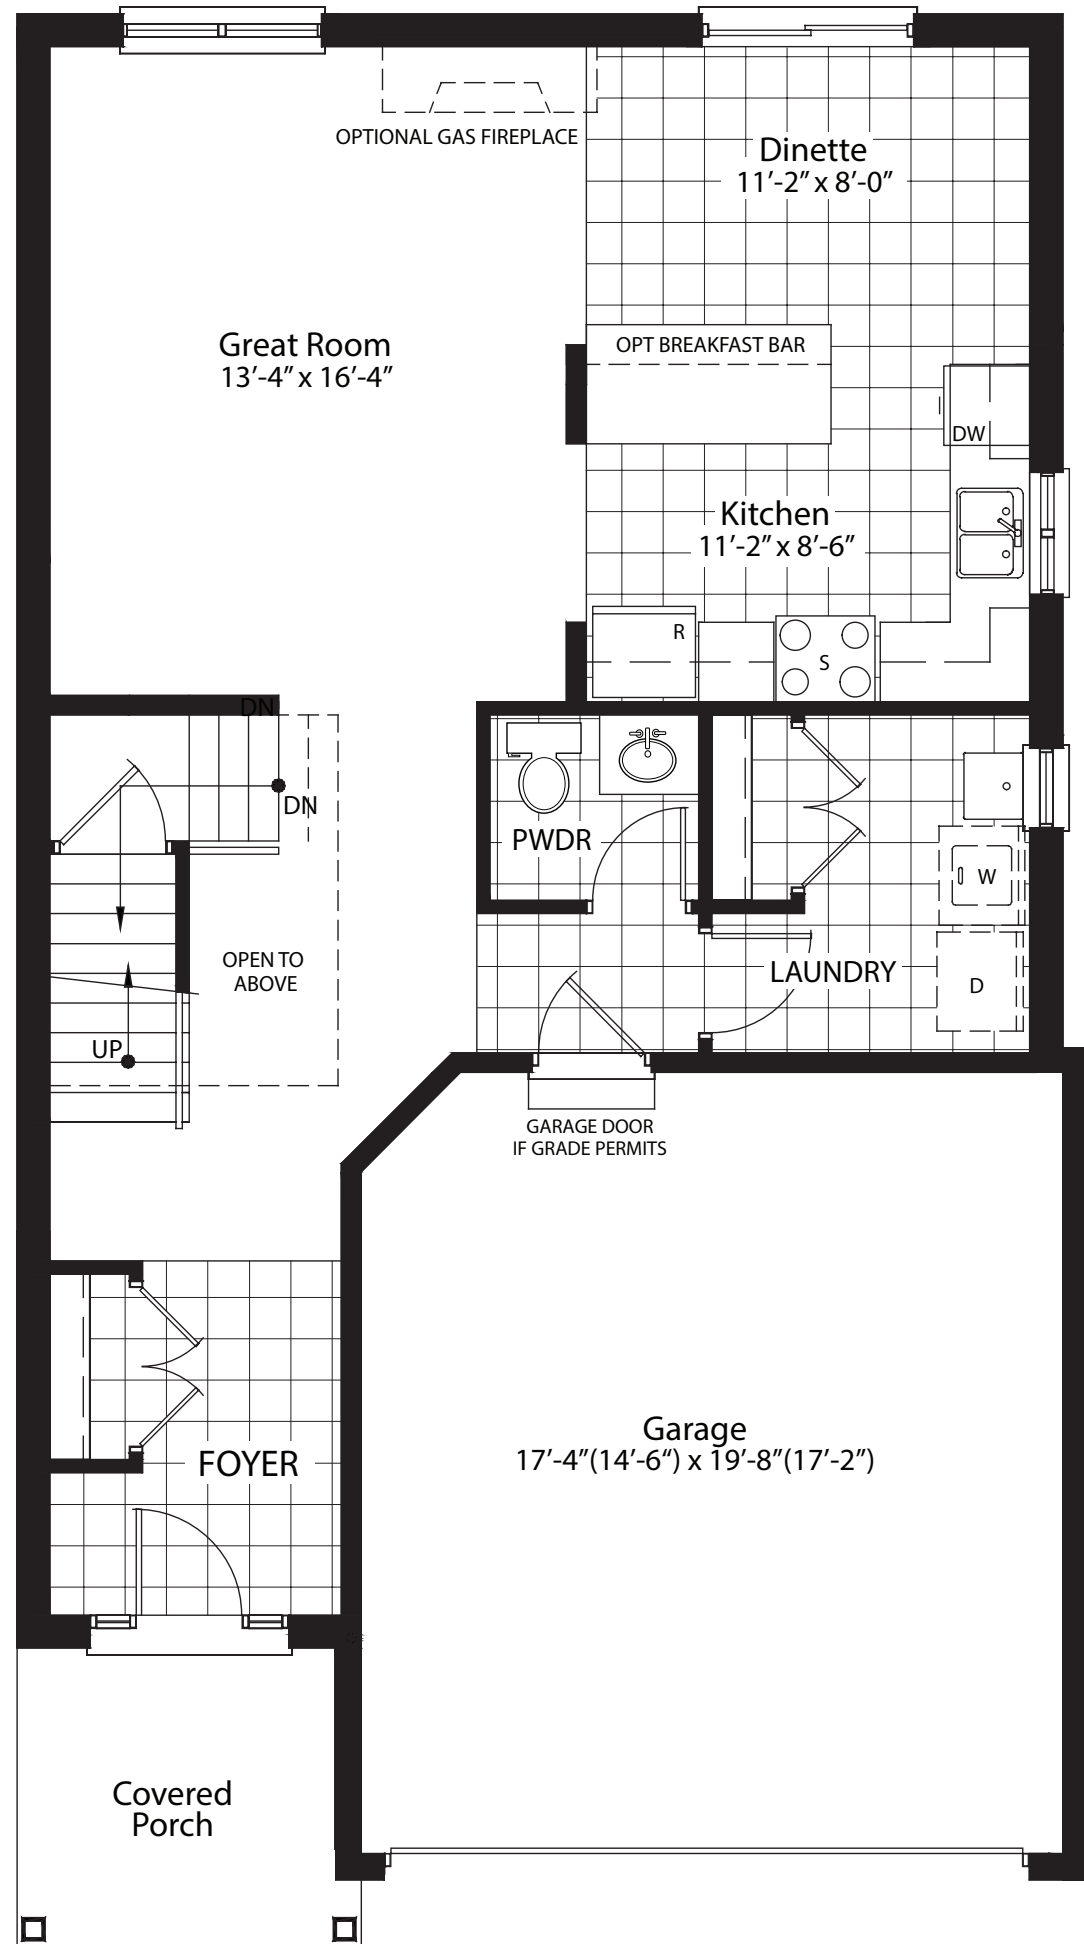 OPTIONAL GAS FIREPLACE
Dinette
11'-2" x 8'-0"
Great Room
13'-4" x 16'-4"
OPT BREAKFAST BAR
DW
Kitchen
11'-2" x 8'-6"
R
S
DN
DN
PWDR
W
OPEN TO
ABOVE
LAUNDRY
D
UP
GARAGE DOOR
IF GRADE PERMITS
FOYER
Garage
17'-4"(14'-6") x 19'-8"(17'-2")
Covered
Porch